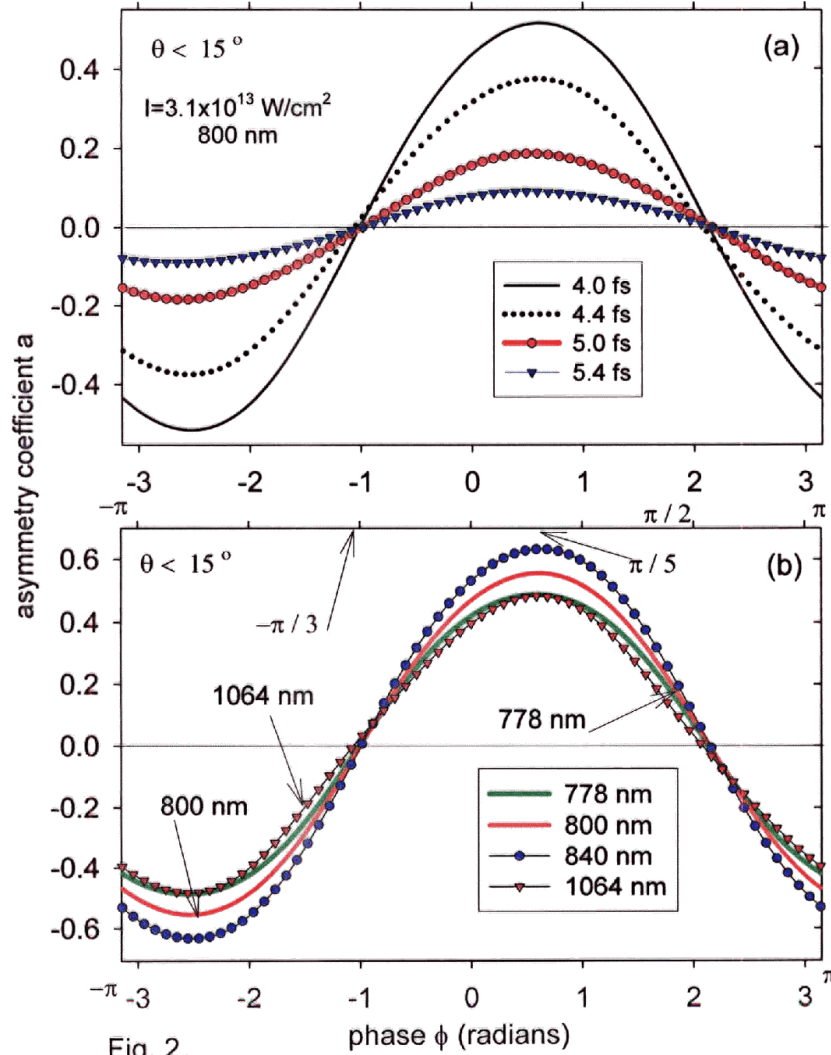 (a)
θ < 15 °
I=3.1x10¹³ W/cm²
800 nm
0.4
0.2
0.0
-0.2
-0.4
4.0 fs
4.4 fs
5.0 fs
5.4 fs
-3 -2 -1 0 1 2 3
−π π
asymmetry coefficient a
(b)
θ < 15 °
π / 2
π / 5
−π / 3
1064 nm
778 nm
800 nm
0.6
0.4
0.2
0.0
-0.2
-0.4
-0.6
778 nm
800 nm
840 nm
1064 nm
-3 -2 -1 0 1 2 3
−π π
phase ϕ (radians)
Fig. 2.